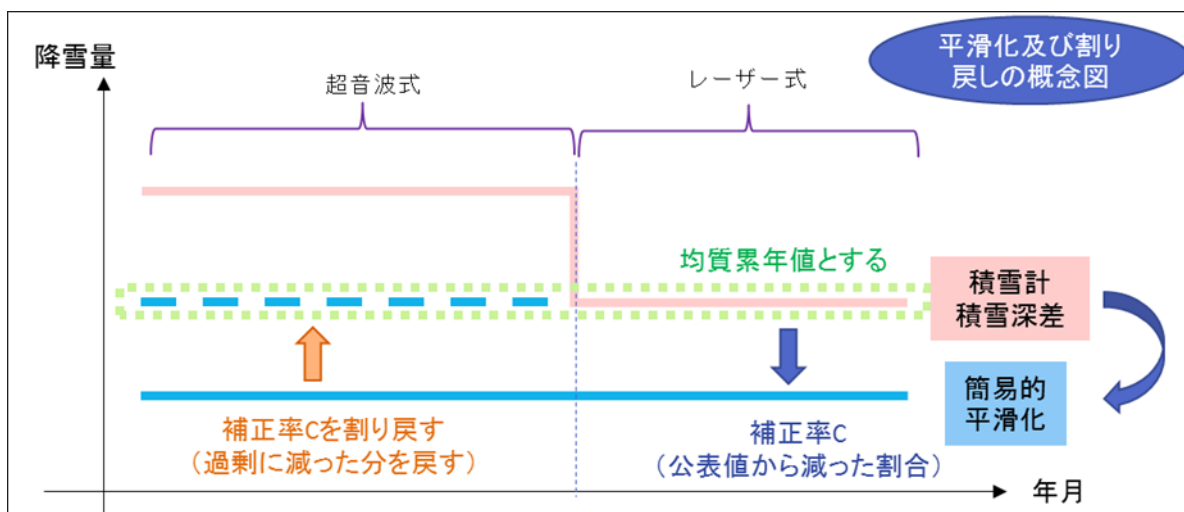 平滑化及び割り
戻しの概念図
降雪量
超音波式
レーザー式
均質累年値とする
積雪計
積雪深差
簡易的
平滑化
補正率Cを割り戻す
（過剰に減った分を戻す）
補正率C
（公表値から減った割合）
年月